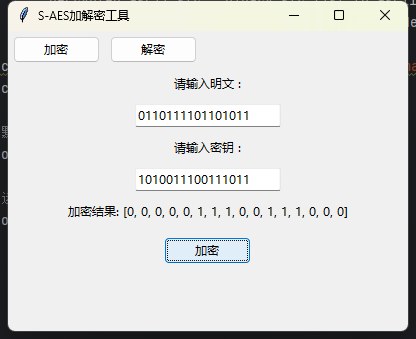 S-AES加解密工具
加密 解密
请输入明文：
0110111101101011
请输入密钥：
1010011100111011
加密结果: [0, 0, 0, 0, 0, 1, 1, 1, 0, 0, 1, 1, 1, 0, 0, 0]
加密